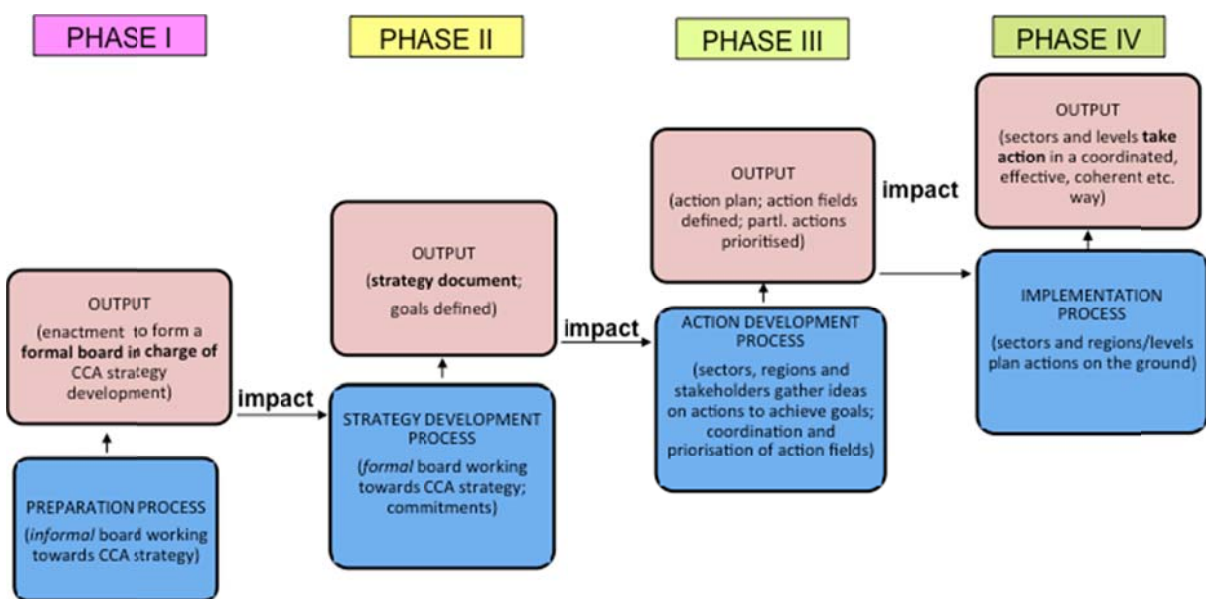 PHASE I
PHASE II
PHASE III
PHASE IV
OUTPUT
(enactment to form a
formal board in charge of
CCA strategy
development)
PREPARATION PROCESS
(informal board working
towards CCA strategy)
impact
OUTPUT
(strategy document;
goals defined)
STRATEGY DEVELOPMENT
PROCESS
(formal board working
towards CCA strategy;
commitments)
impact
OUTPUT
(action plan; action fields
defined; partl. actions
prioritised)
ACTION DEVELOPMENT
PROCESS
(sectors, regions and
stakeholders gather ideas
on actions to achieve goals;
coordination and
priorisation of action fields)
impact
OUTPUT
(sectors and levels take
action in a coordinated,
effective, coherent etc.
way)
IMPLEMENTATION
PROCESS
(sectors and regions/levels
plan actions on the ground)